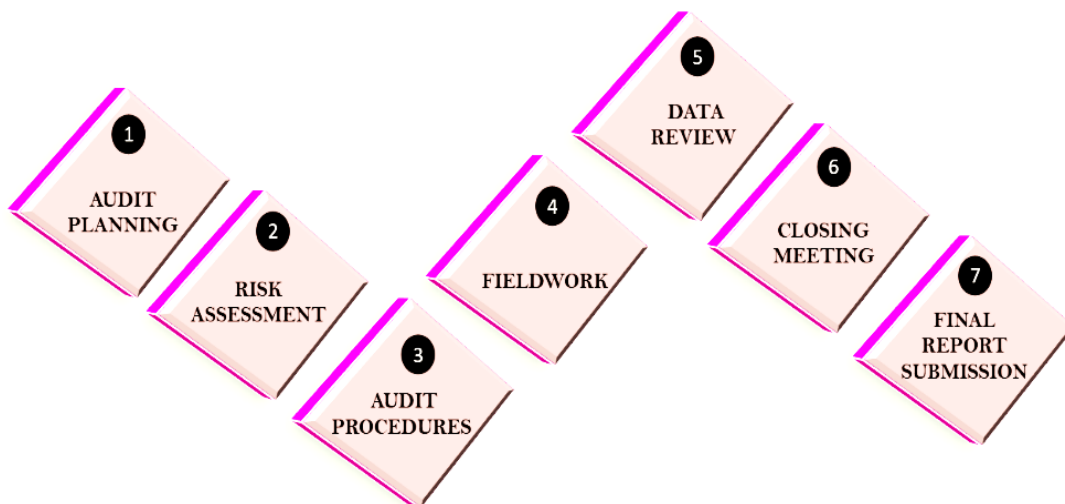 1
AUDIT
PLANNING
2
RISK
ASSESSMENT
3
AUDIT
PROCEDURES
4
FIELDWORK
5
DATA
REVIEW
6
CLOSING
MEETING
7
FINAL
REPORT
SUBMISSION